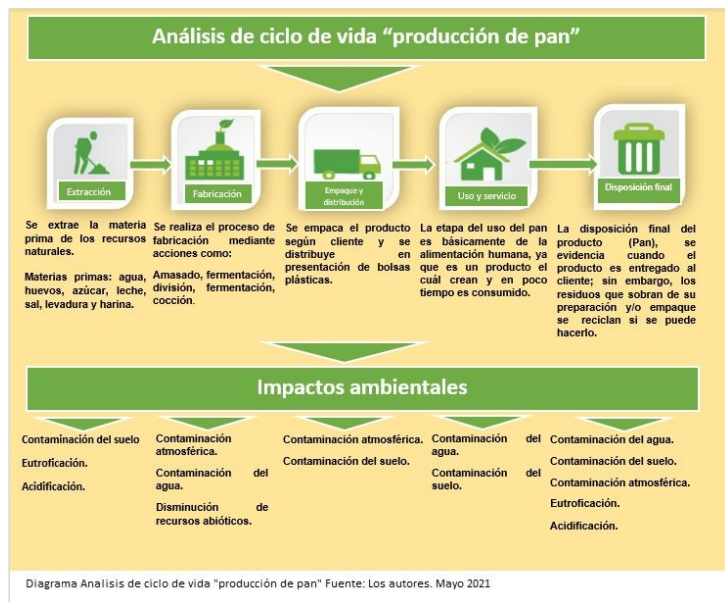 Análisis de ciclo de vida “producción de pan”
Extracción
Fabricación
Empaque y
distribución
Uso y servicio
Disposición final
Se extrae la materia
prima de los recursos
naturales.
Materias primas: agua,
huevos, azúcar, leche,
sal, levadura y harina.
Se realiza el proceso de
fabricación mediante
acciones como:
Amasado, fermentación,
división, fermentación,
cocción.
Se empaca el producto
según cliente y se
distribuye en
presentación de bolsas
plásticas.
La etapa del uso del pan
es básicamente de la
alimentación humana, ya
que es un producto el
cuál crean y en poco
tiempo es consumido.
La disposición final del
producto (Pan), se
evidencia cuando el
producto es entregado al
cliente; sin embargo, los
residuos que sobran de su
preparación y/o empaque
se reciclan si se puede
hacerlo.
Impactos ambientales
Contaminación del suelo
Eutroficación.
Acidificación.
Contaminación
atmosférica.
Contaminación del
agua.
Disminución de
recursos abióticos.
Contaminación atmosférica.
Contaminación del suelo.
Contaminación del
agua.
Contaminación del
suelo.
Contaminación del agua.
Contaminación del suelo.
Contaminación atmosférica.
Eutroficación.
Acidificación.
Diagrama Analisis de ciclo de vida "producción de pan" Fuente: Los autores. Mayo 2021